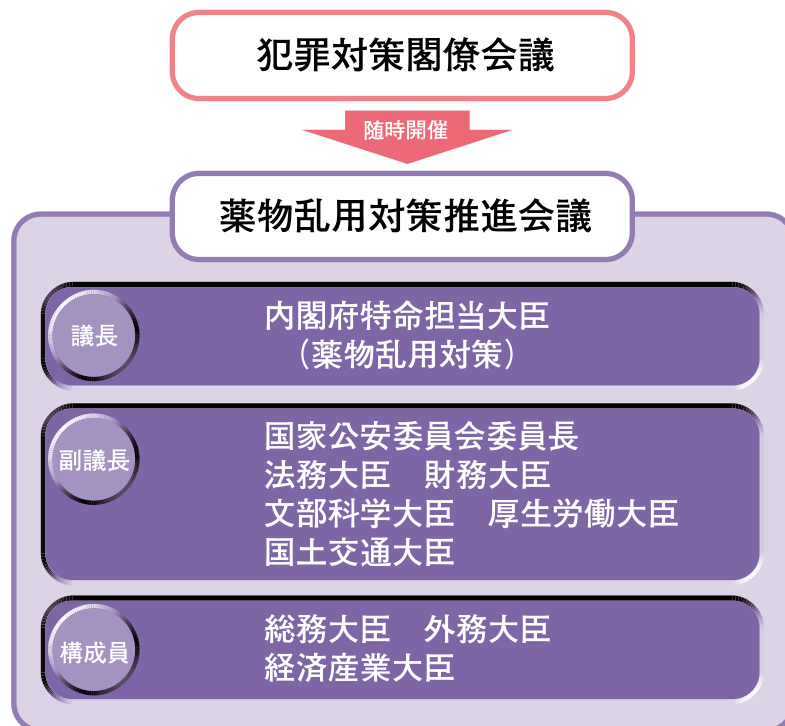 犯罪対策閣僚会議
随時開催
薬物乱用対策推進会議
議長
内閣府特命担当大臣
（薬物乱用対策）
副議長
国家公安委員会委員長
法務大臣　財務大臣
文部科学大臣　厚生労働大臣
国土交通大臣
構成員
総務大臣　外務大臣
経済産業大臣